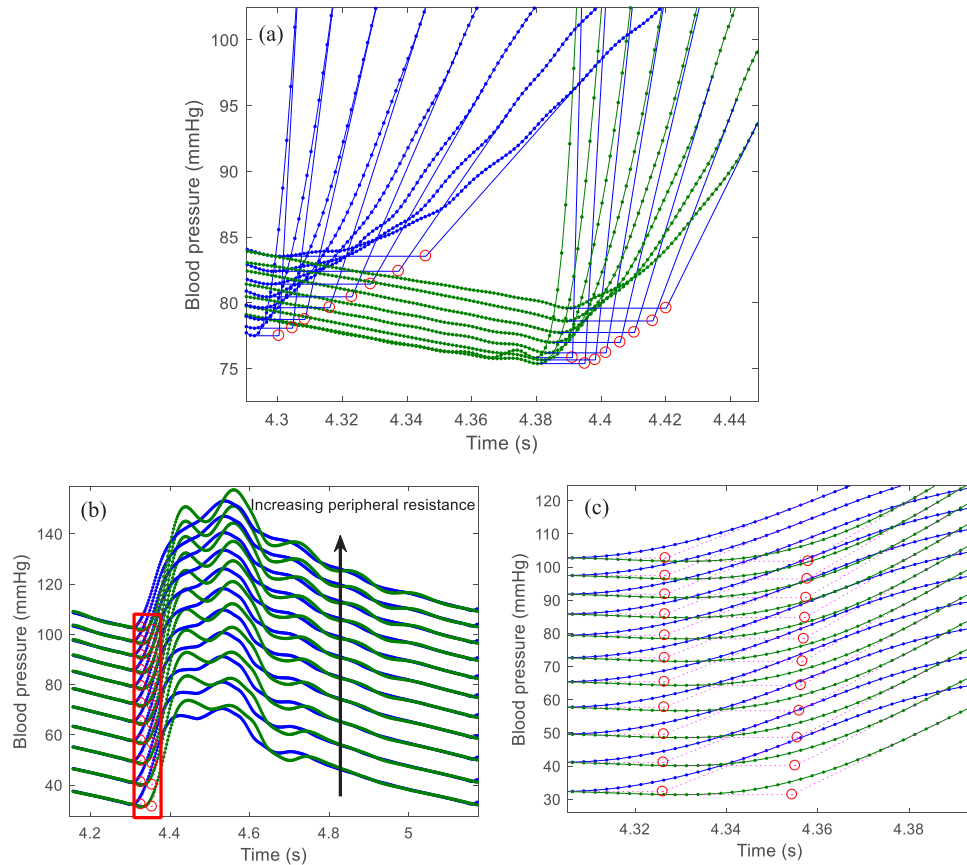 (a)
Blood pressure (mmHg)
100
95
90
85
80
75
4.3 4.32 4.34 4.36 4.38 4.4 4.42 4.44
Time (s)
(b)
Increasing peripheral resistance
Blood pressure (mmHg)
140
120
100
80
60
40
4.2 4.4 4.6 4.8 5
Time (s)
(c)
Blood pressure (mmHg)
120
110
100
90
80
70
60
50
40
30
4.32 4.34 4.36 4.38
Time (s)